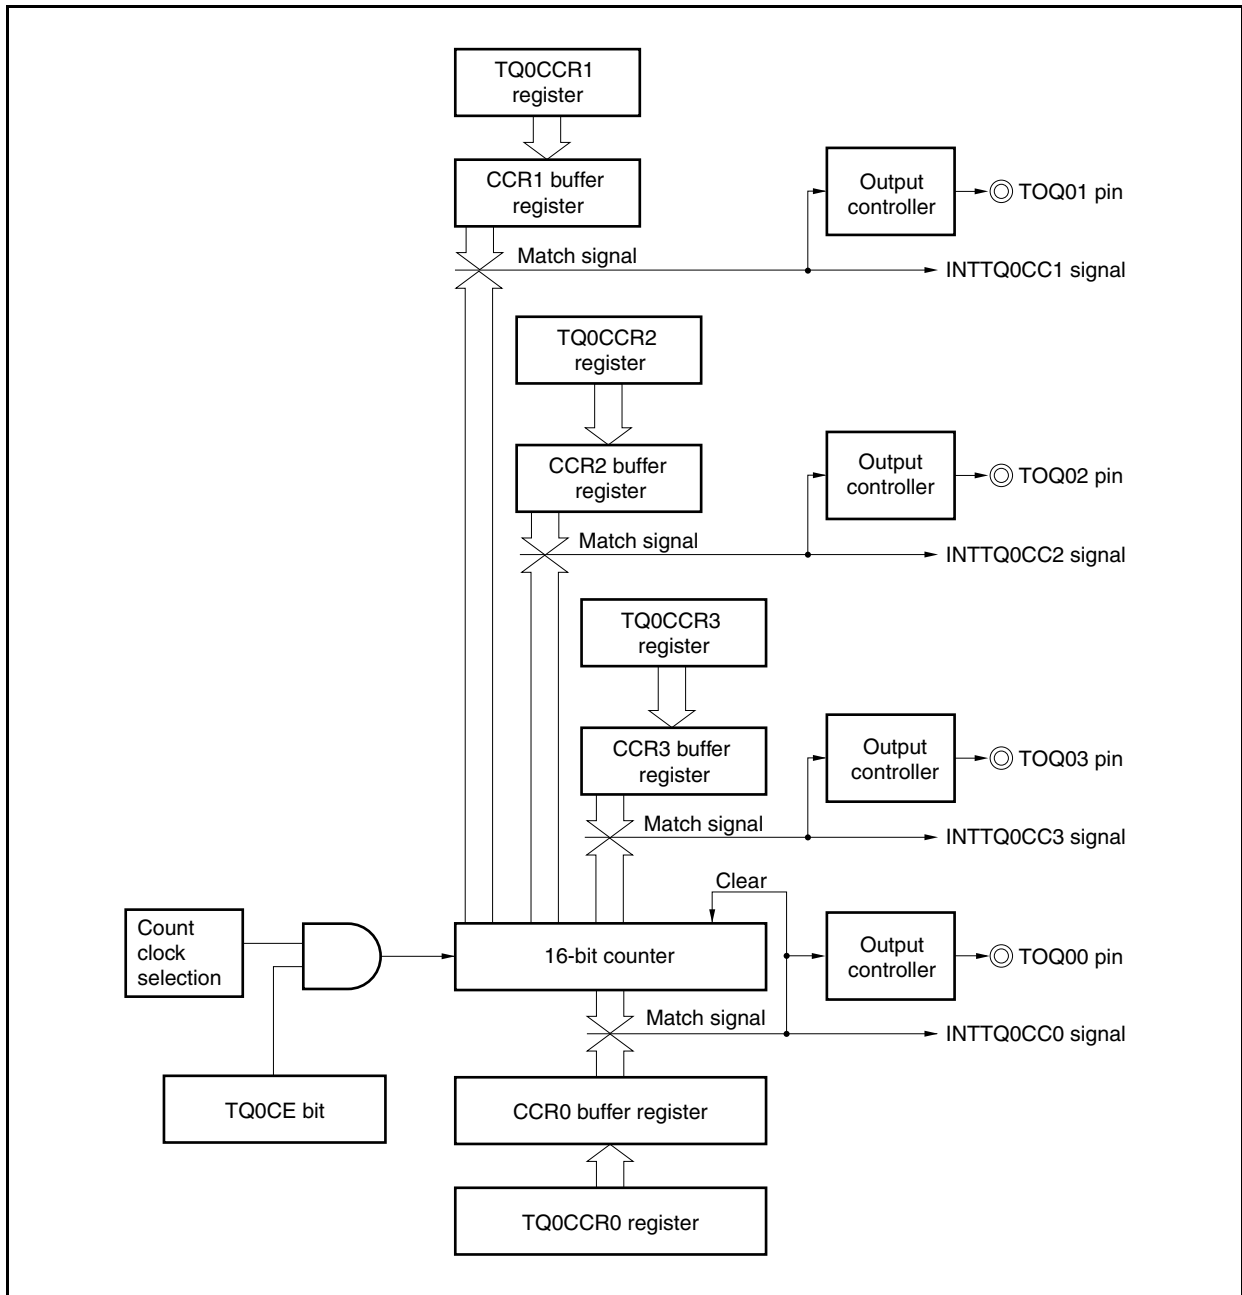 TQ0CCR1
register
CCR1 buffer
register
Output
controller
TOQ01 pin
Match signal
INTTQ0CC1 signal
TQ0CCR2
register
CCR2 buffer
register
Output
controller
TOQ02 pin
Match signal
INTTQ0CC2 signal
TQ0CCR3
register
CCR3 buffer
register
Output
controller
TOQ03 pin
Match signal
INTTQ0CC3 signal
Clear
Count
clock
selection
16-bit counter
Output
controller
TOQ00 pin
Match signal
INTTQ0CC0 signal
TQ0CE bit
CCR0 buffer register
TQ0CCR0 register